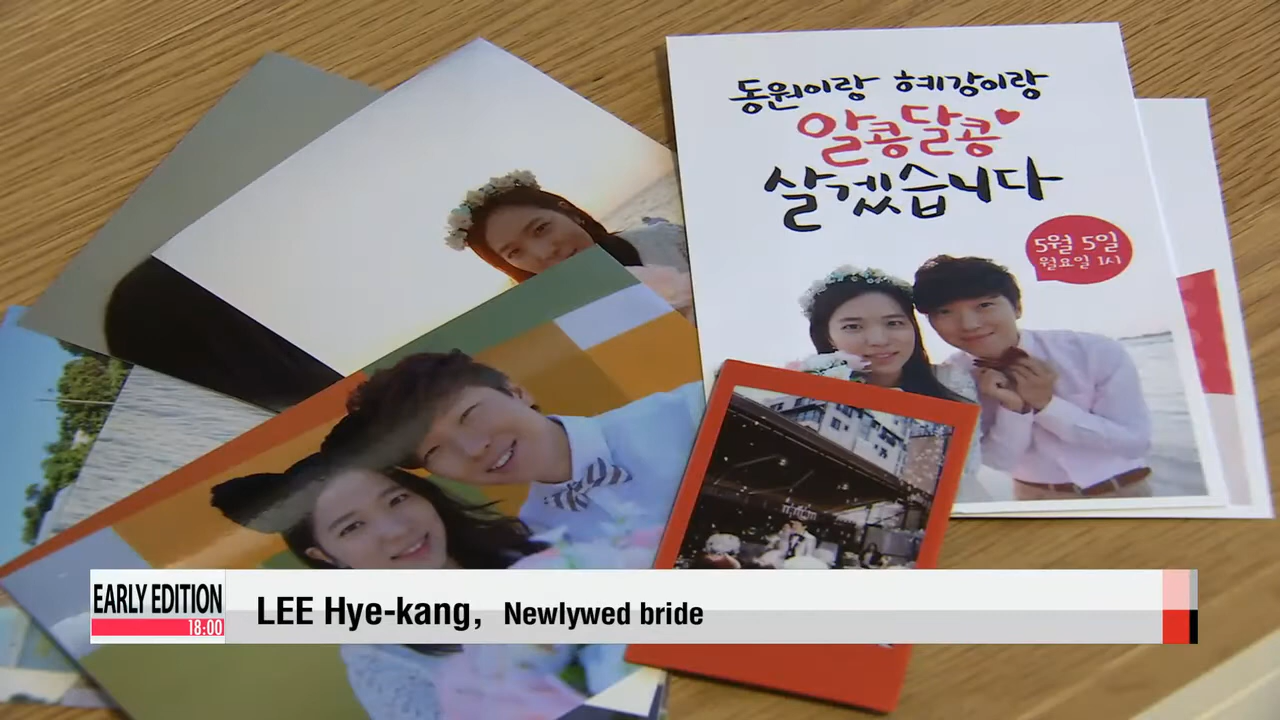 동원이랑 혜강이랑
알콩달콩
살겠습니다
5월 5일
월요일 1시
EARLY EDITION
18:00
LEE Hye-kang, Newlywed bride